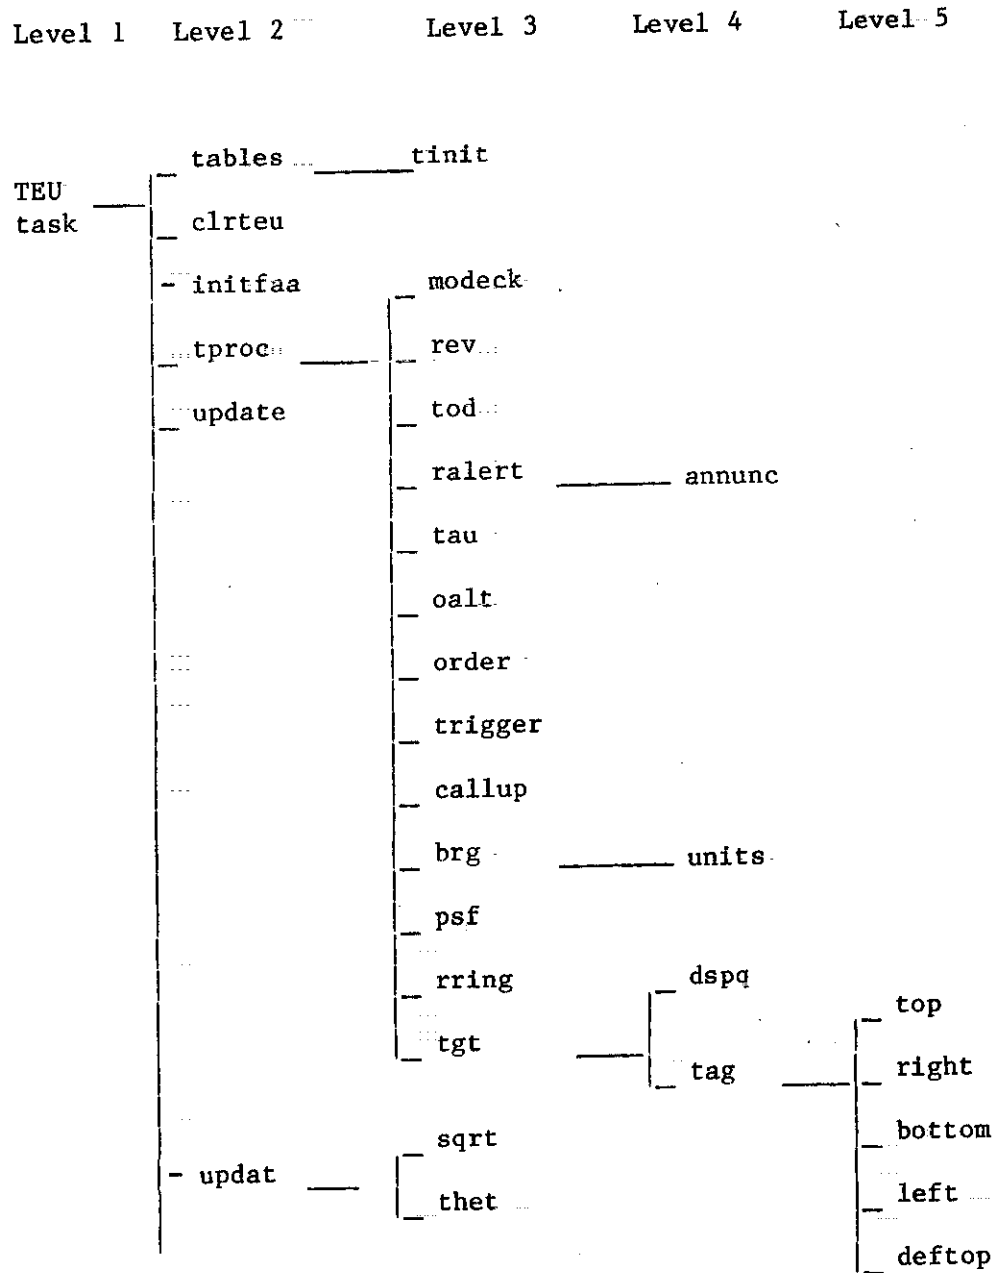 Level 1 Level 2 Level 3 Level 4 Level 5
tables tinit
TEU
task
clrteu
initfaa modeck
tproc rev
update tod
ralert annunc
tau
oalt
order
trigger
callup
brg units
psf
rring dspq
top
tgt
tag right
sqrt bottom
updat
thet left
deftop